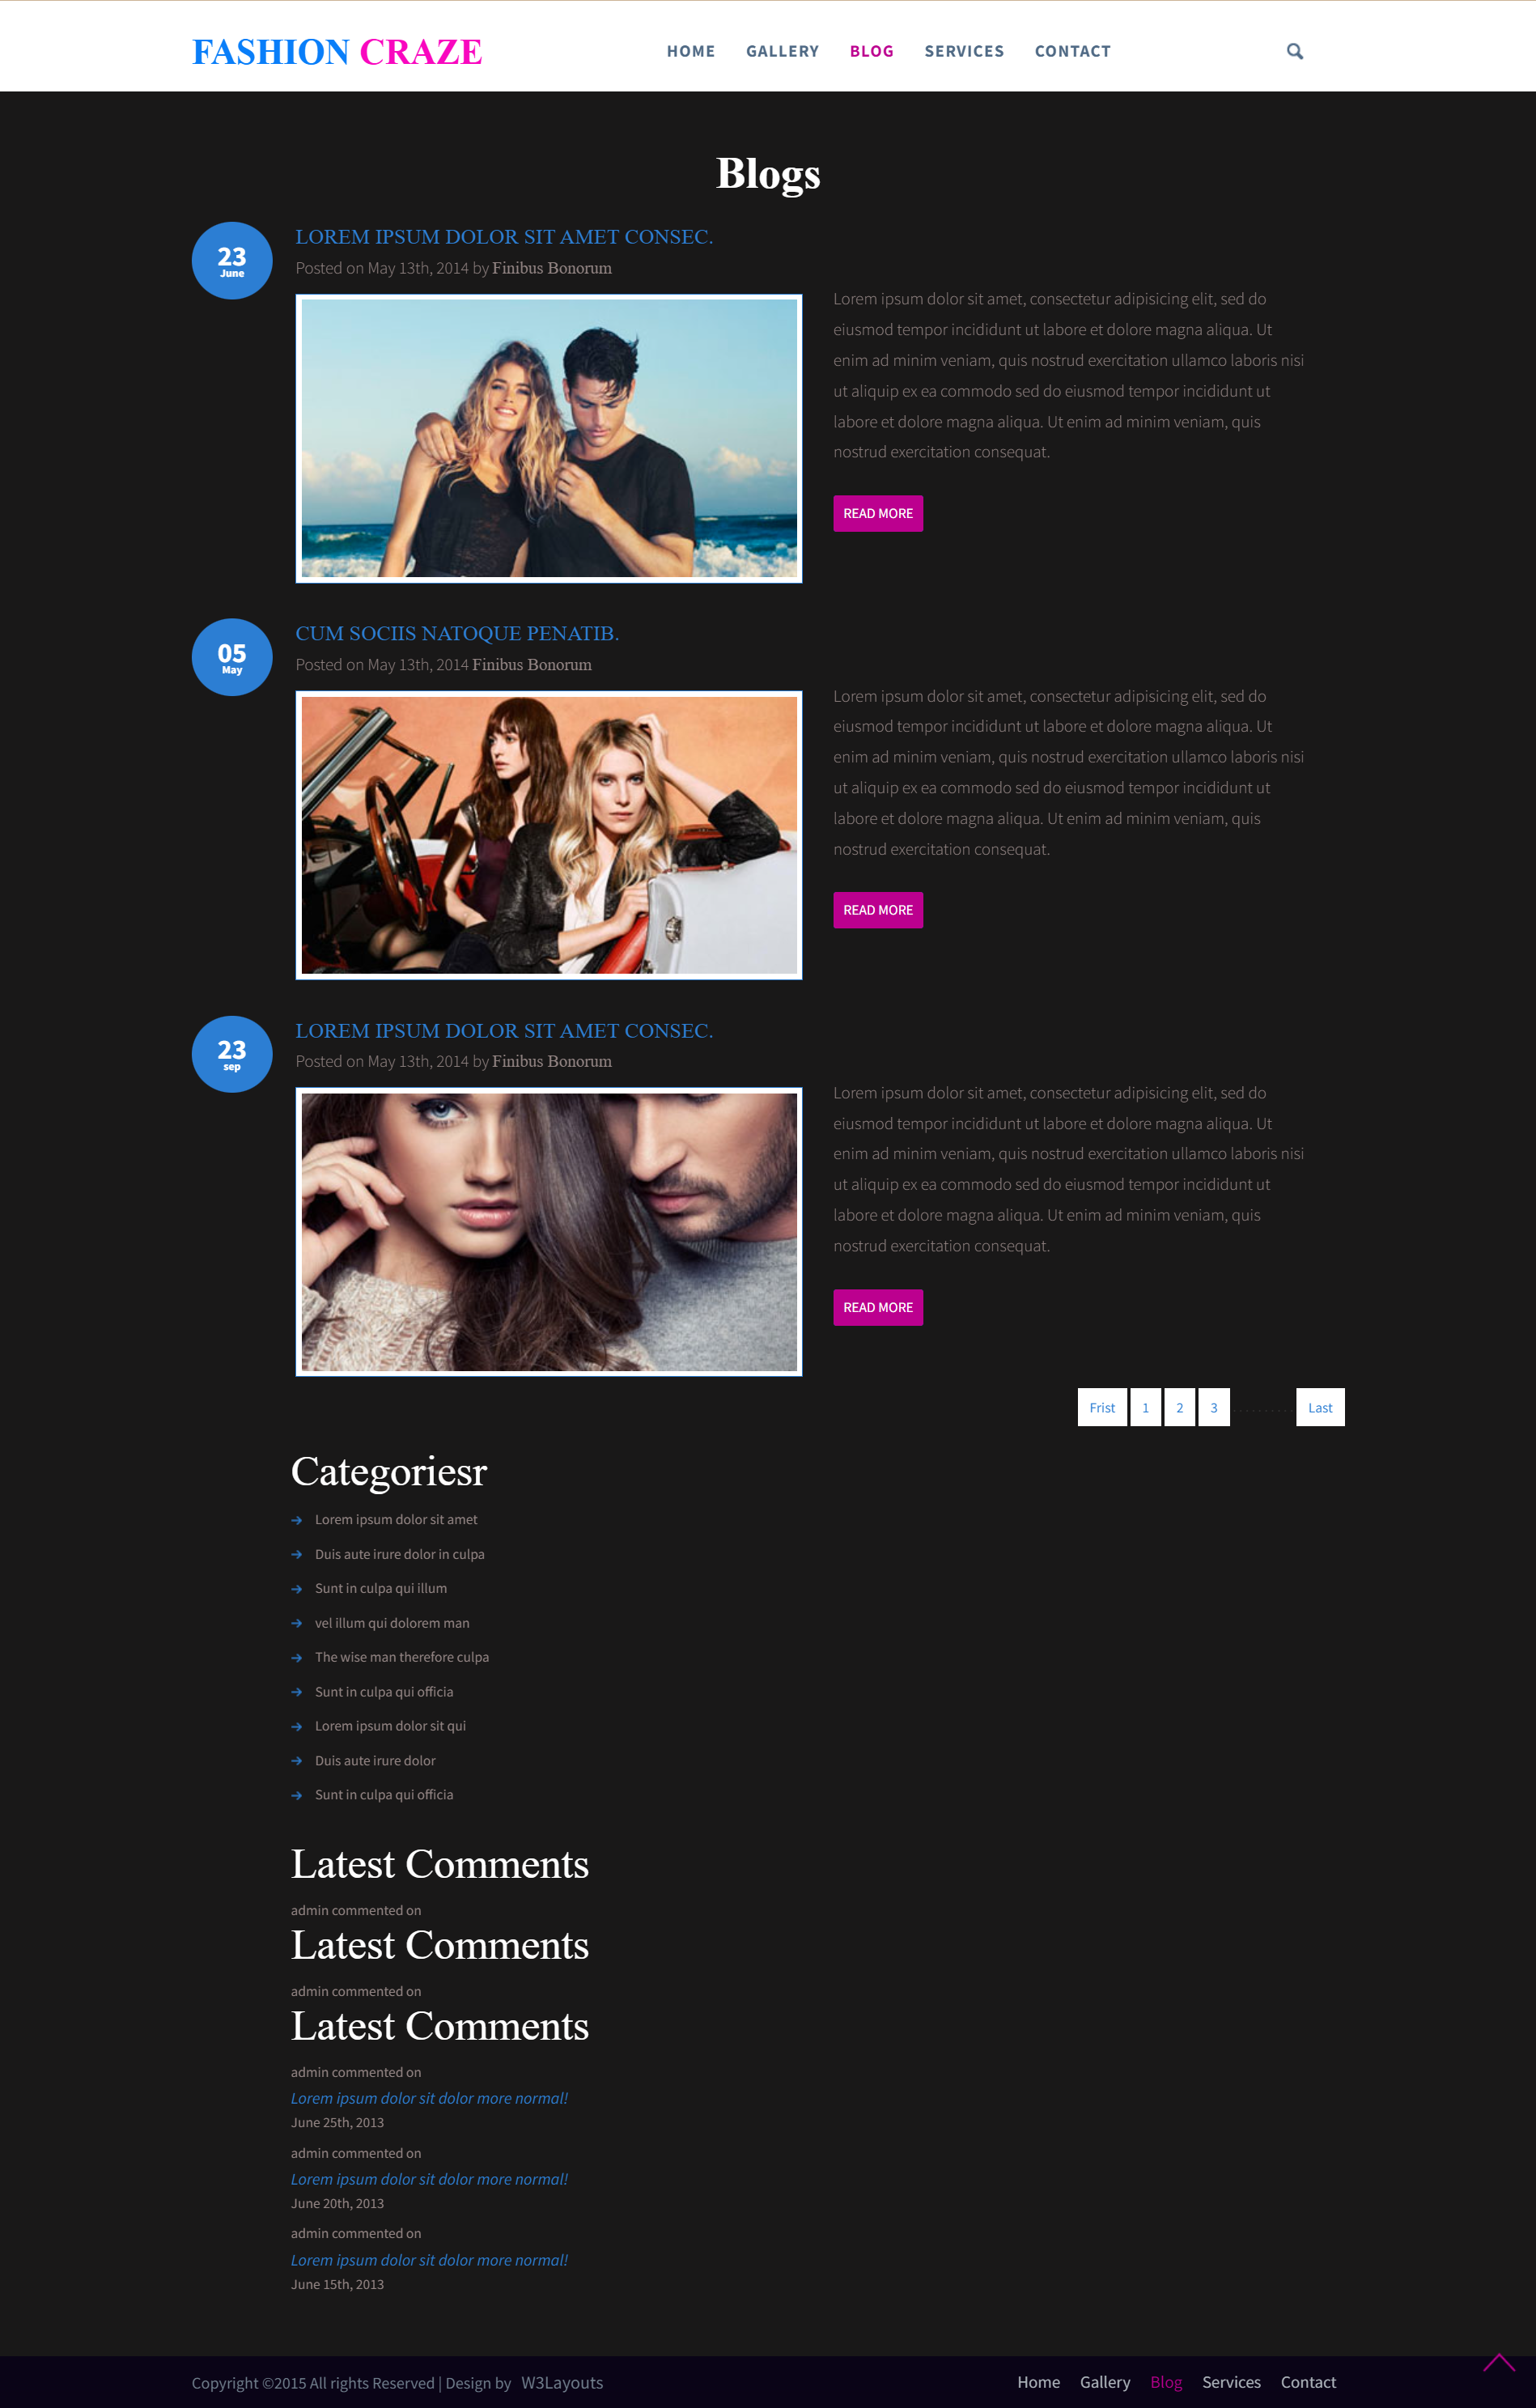 FASHION CRAZE
HOME GALLERY BLOG SERVICES CONTACT
Blogs
23
June
LOREM IPSUM DOLOR SIT AMET CONSEC.
Posted on May 13th, 2014 by Finibus Bonorum
Lorem ipsum dolor sit amet, consectetur adipisicing elit, sed do
eiusmod tempor incididunt ut labore et dolore magna aliqua. Ut
enim ad minim veniam, quis nostrud exercitation ullamco laboris nisi
ut aliquip ex ea commodo sed do eiusmod tempor incididunt ut
labore et dolore magna aliqua. Ut enim ad minim veniam, quis
nostrud exercitation consequat.
READ MORE
05
May
CUM SOCIIS NATOQUE PENATIB.
Posted on May 13th, 2014 Finibus Bonorum
Lorem ipsum dolor sit amet, consectetur adipisicing elit, sed do
eiusmod tempor incididunt ut labore et dolore magna aliqua. Ut
enim ad minim veniam, quis nostrud exercitation ullamco laboris nisi
ut aliquip ex ea commodo sed do eiusmod tempor incididunt ut
labore et dolore magna aliqua. Ut enim ad minim veniam, quis
nostrud exercitation consequat.
READ MORE
23
sep
LOREM IPSUM DOLOR SIT AMET CONSEC.
Posted on May 13th, 2014 by Finibus Bonorum
Lorem ipsum dolor sit amet, consectetur adipisicing elit, sed do
eiusmod tempor incididunt ut labore et dolore magna aliqua. Ut
enim ad minim veniam, quis nostrud exercitation ullamco laboris nisi
ut aliquip ex ea commodo sed do eiusmod tempor incididunt ut
labore et dolore magna aliqua. Ut enim ad minim veniam, quis
nostrud exercitation consequat.
READ MORE
Frist 1 2 3 . . . . . . . . . . Last
Categoriesr
Lorem ipsum dolor sit amet
Duis aute irure dolor in culpa
Sunt in culpa qui illum
vel illum qui dolorem man
The wise man therefore culpa
Sunt in culpa qui officia
Lorem ipsum dolor sit qui
Duis aute irure dolor
Sunt in culpa qui officia
Latest Comments
admin commented on
Latest Comments
admin commented on
Latest Comments
admin commented on
Lorem ipsum dolor sit dolor more normal!
June 25th, 2013
admin commented on
Lorem ipsum dolor sit dolor more normal!
June 20th, 2013
admin commented on
Lorem ipsum dolor sit dolor more normal!
June 15th, 2013
Copyright ©2015 All rights Reserved | Design by W3Layouts
Home Gallery Blog Services Contact